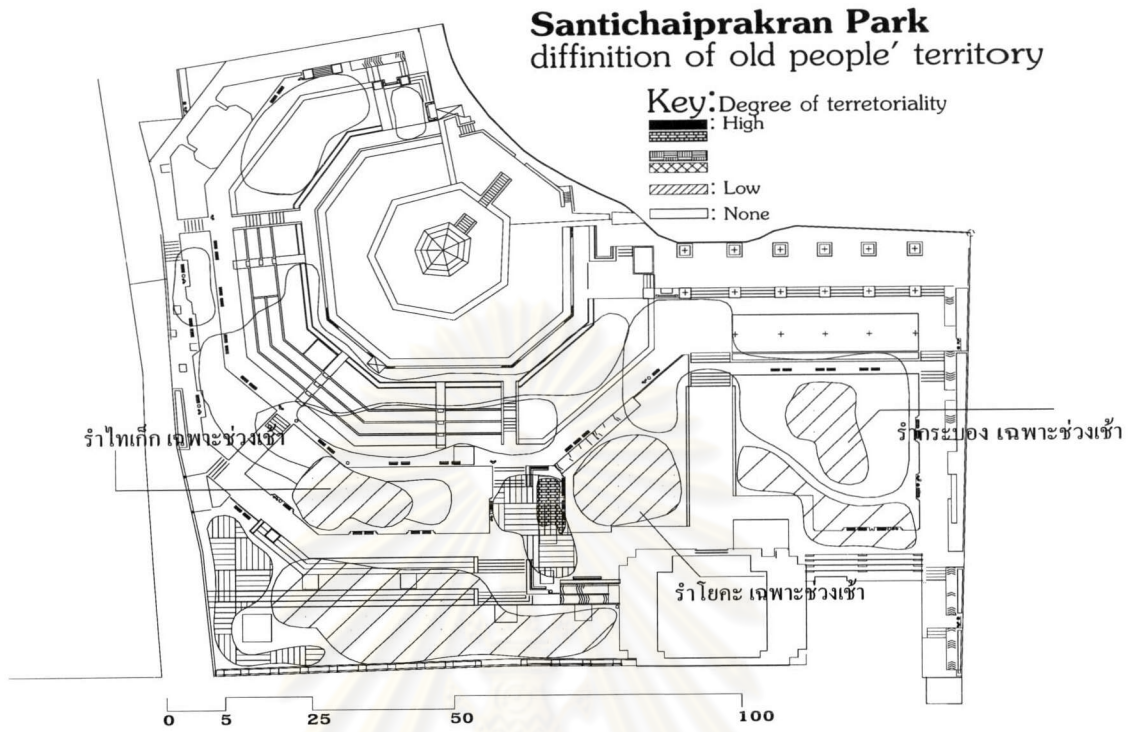 Santichaiprakran Park
diffinition of old people′ territory
Key: Degree of terretoriality
: High
: Low
: None
รำไทเก็ก เฉพาะช่วงเช้า
รำกระบอง เฉพาะช่วงเช้า
รำโยคะ เฉพาะช่วงเช้า
0 5 25 50 100